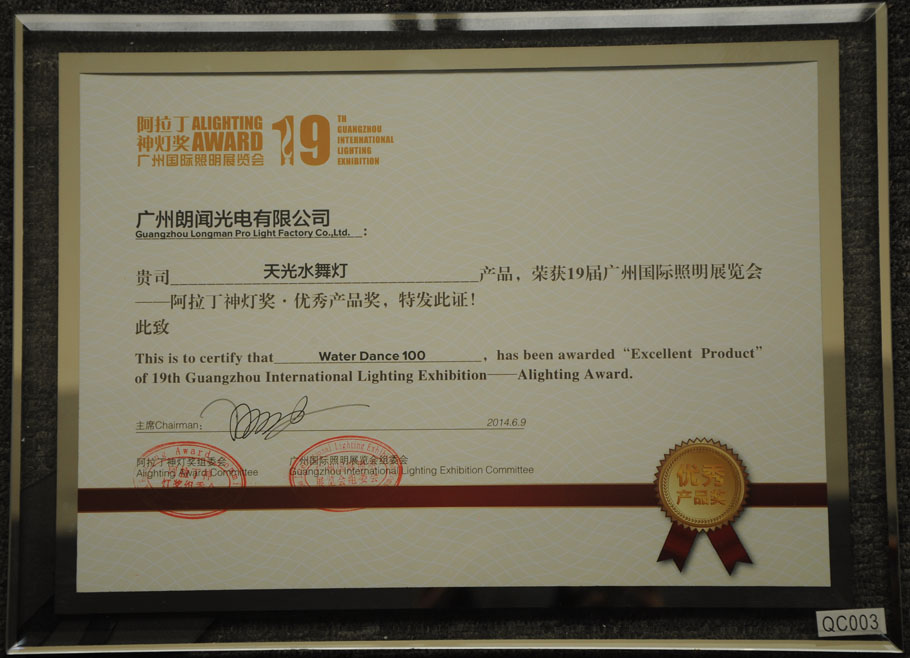 阿拉丁 ALIGHTING
神灯奖 AWARD
广州国际照明展览会
19 TH
GUANGZHOU
INTERNATIONAL
LIGHTING
EXHIBITION
广州朗闻光电有限公司
Guangzhou Longman Pro Light Factory Co.,Ltd. :
贵司 天光水舞灯 产品，荣获19届广州国际照明展览会
——阿拉丁神灯奖·优秀产品奖，特发此证！
此致
This is to certify that Water Dance 100 , has been awarded “Excellent Product”
of 19th Guangzhou International Lighting Exhibition——Alighting Award.
主席Chairman:
2014.6.9
阿拉丁神灯奖组委会
Alighting Award Committee
广州国际照明展览会组委会
Guangzhou International Lighting Exhibition Committee
优秀
产品奖
QC003